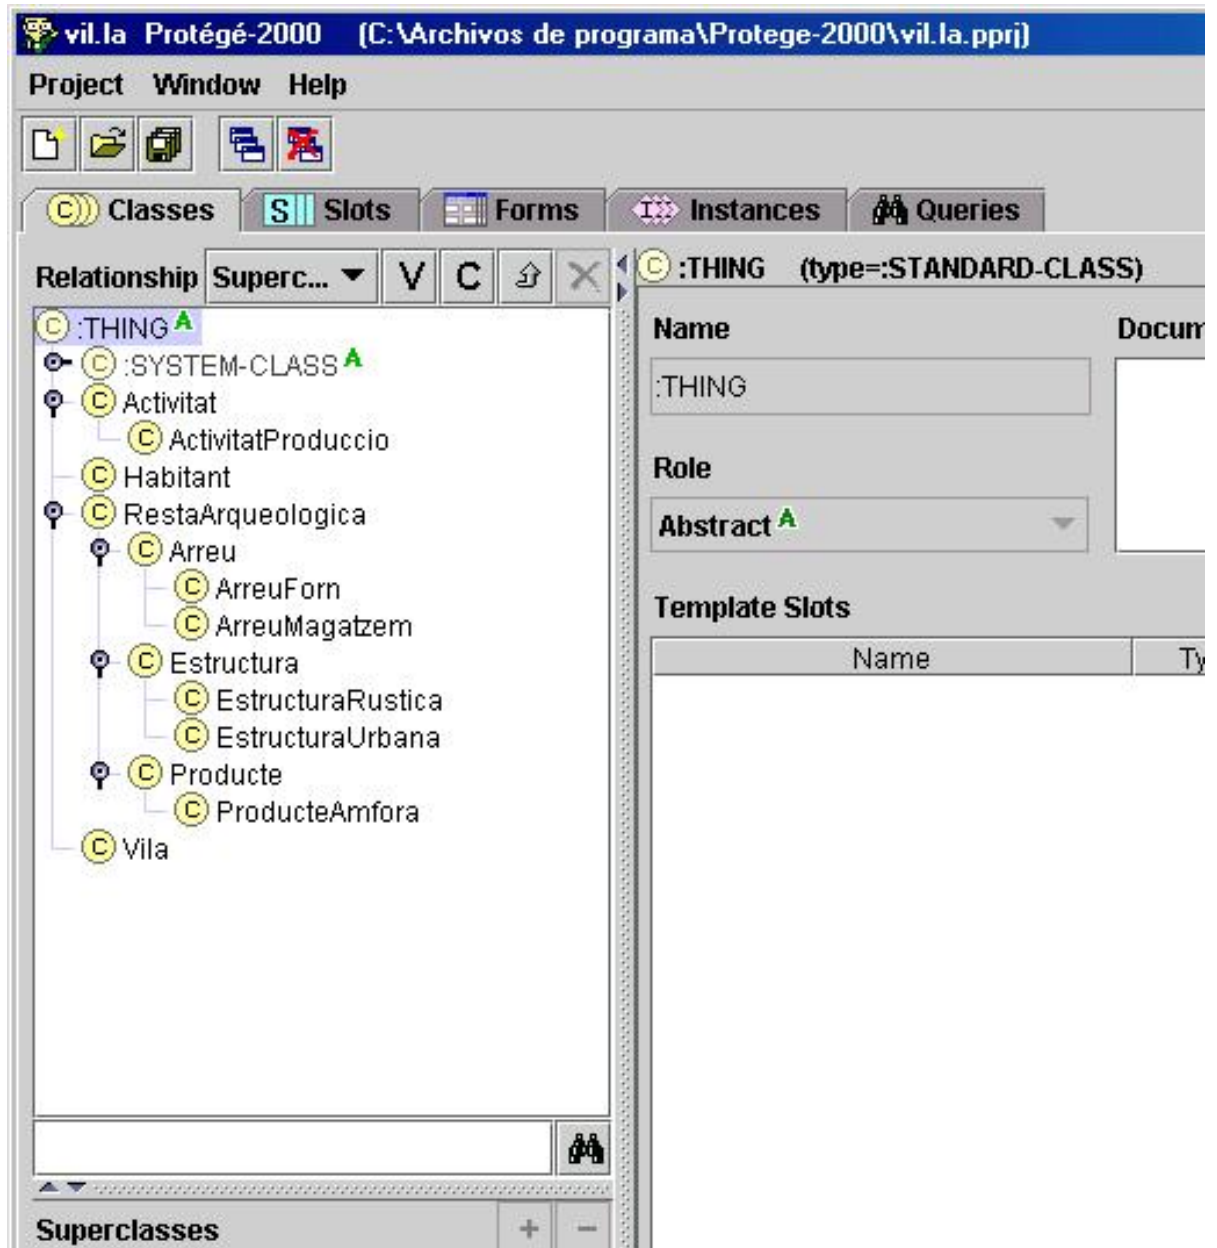 vil.la Protégé-2000 (C:\Archivos de programa\Protege-2000\vil.la.pprj)
Project Window Help
C Classes S Slots Forms I Instances Queries
Relationship Superc... V C
C :THING A
C :SYSTEM-CLASS A
C Activitat
C ActivitatProduccio
C Habitant
C RestaArqueologica
C Arreu
C ArreuForn
C ArreuMagatzem
C Estructura
C EstructuraRustica
C EstructuraUrbana
C Producte
C ProducteAmfora
C Vila
Superclasses + −
C :THING (type=:STANDARD-CLASS)
Name Docum
:THING
Role
Abstract A
Template Slots
Name Ty